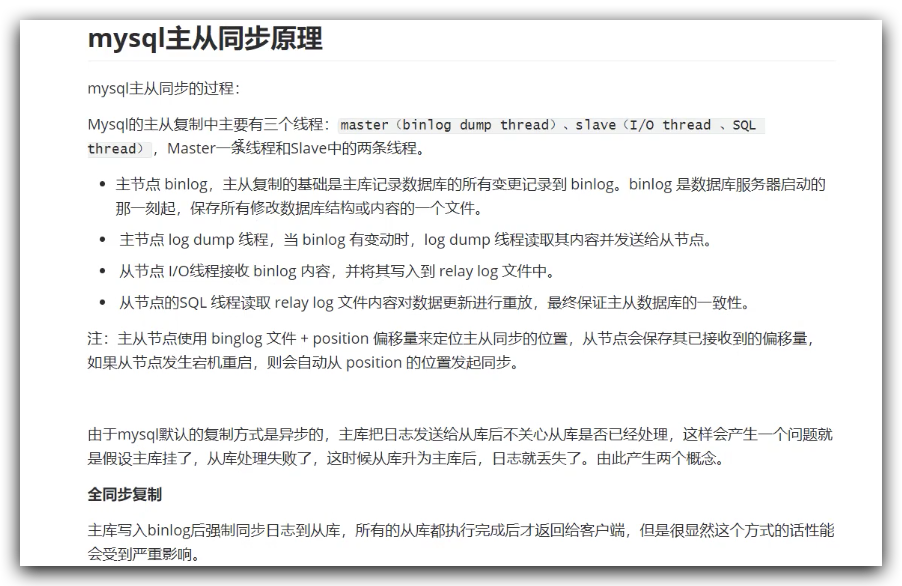 mysql主从同步原理
mysql主从同步的过程：
Mysql的主从复制中主要有三个线程：master（binlog dump thread）、slave（I/O thread 、SQL
thread），Master一条线程和Slave中的两条线程。
• 主节点 binlog，主从复制的基础是主库记录数据库的所有变更记录到 binlog。binlog 是数据库服务器启动的
那一刻起，保存所有修改数据库结构或内容的一个文件。
• 主节点 log dump 线程，当 binlog 有变动时，log dump 线程读取其内容并发送给从节点。
• 从节点 I/O线程接收 binlog 内容，并将其写入到 relay log 文件中。
• 从节点的SQL 线程读取 relay log 文件内容对数据更新进行重放，最终保证主从数据库的一致性。
注：主从节点使用 binglog 文件 + position 偏移量来定位主从同步的位置，从节点会保存其已接收到的偏移量，
如果从节点发生宕机重启，则会自动从 position 的位置发起同步。
由于mysql默认的复制方式是异步的，主库把日志发送给从库后不关心从库是否已经处理，这样会产生一个问题就
是假设主库挂了，从库处理失败了，这时候从库升为主库后，日志就丢失了。由此产生两个概念。
全同步复制
主库写入binlog后强制同步日志到从库，所有的从库都执行完成后才返回给客户端，但是很显然这个方式的话性能
会受到严重影响。